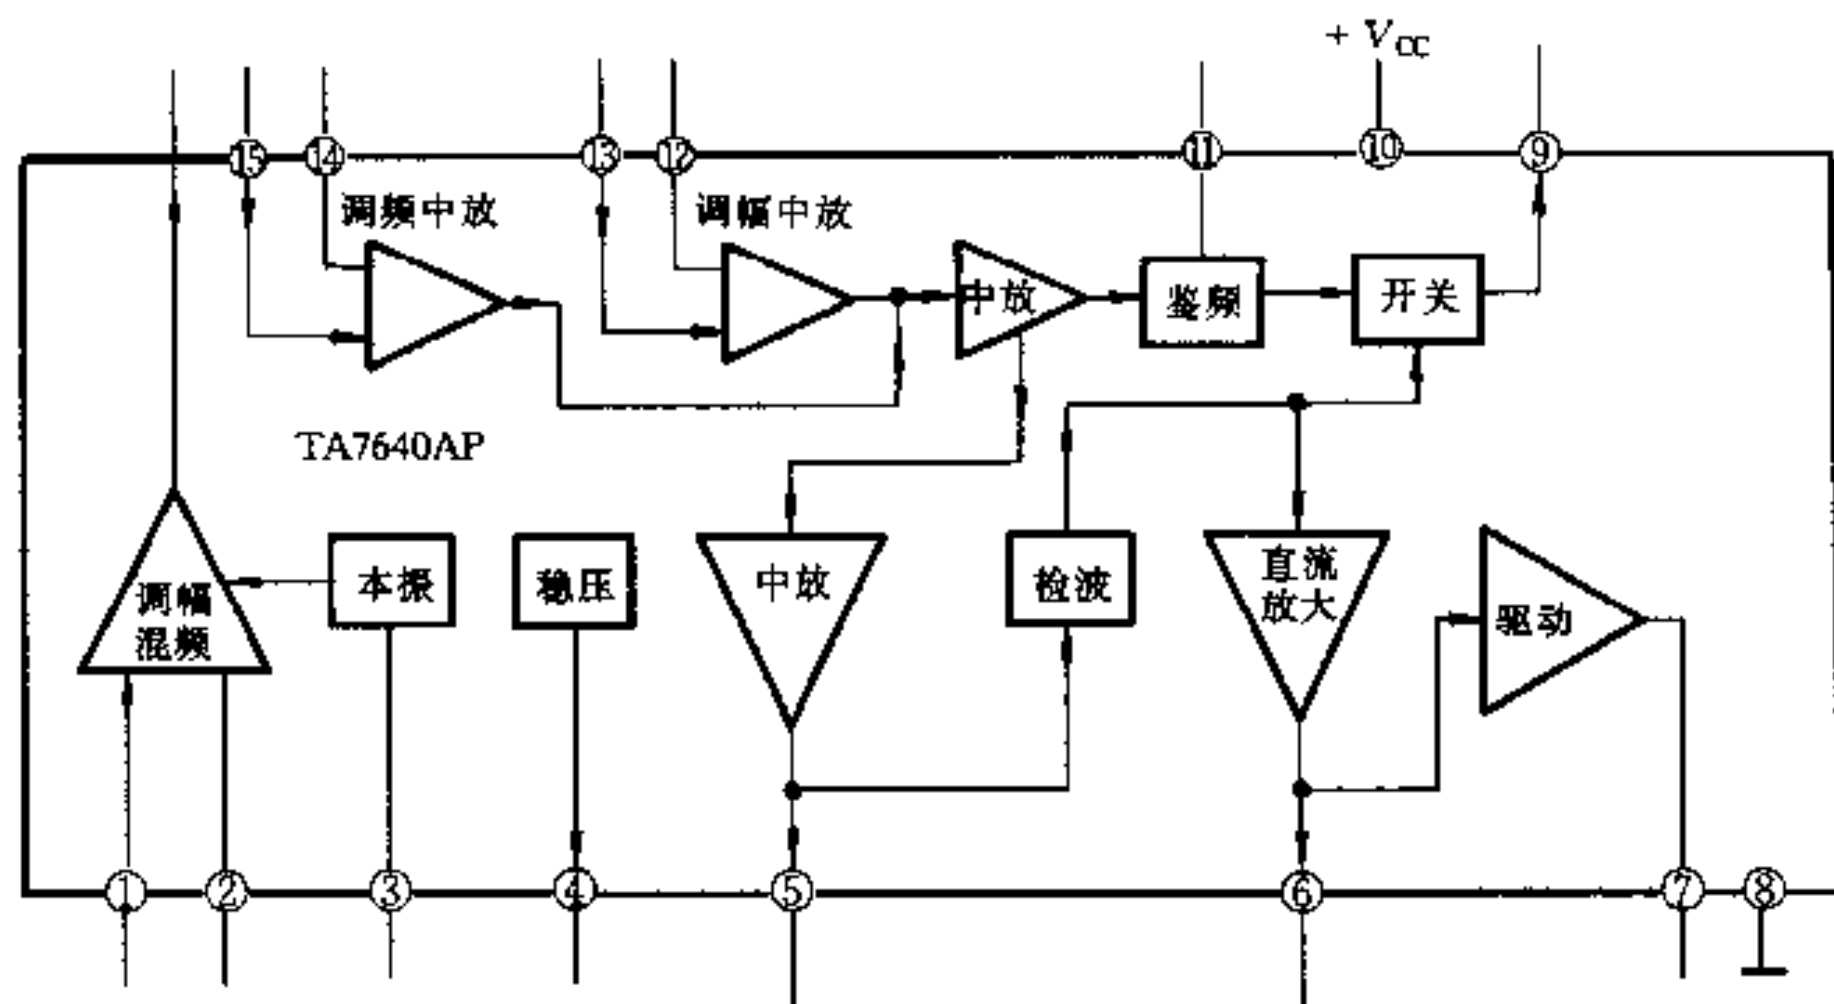 + VCC
⑮ ⑭ ⑬ ⑫ ⑪ ⑩ ⑨
调频中放 调幅中放
中放 鉴频 开关
TA7640AP
调幅
混频
本振 稳压 中放 检波
直流
放大
驱动
① ② ③ ④ ⑤ ⑥ ⑦ ⑧